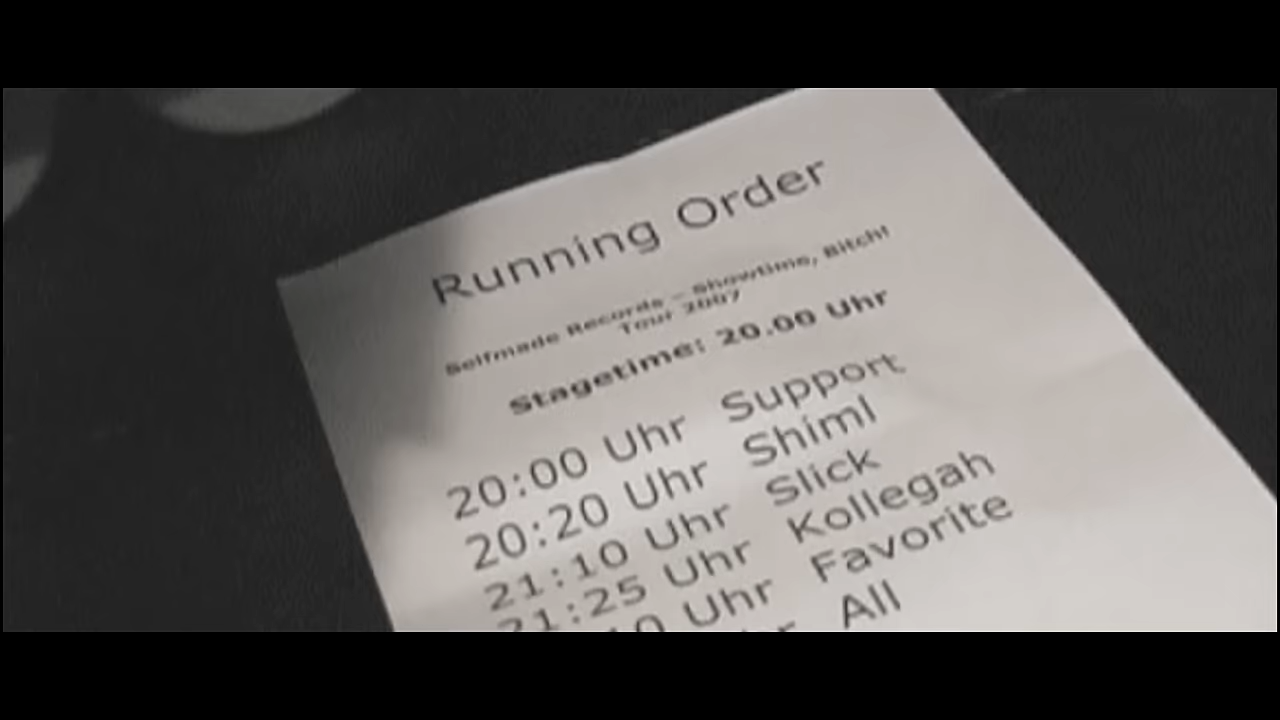 Running Order
Selfmade Records - Showtime, Bitch!
Tour 2007
Stagetime: 20.00 Uhr
20:00 Uhr Support
20:20 Uhr Shiml
21:10 Uhr Slick
21:25 Uhr Kollegah
10 Uhr Favorite
All